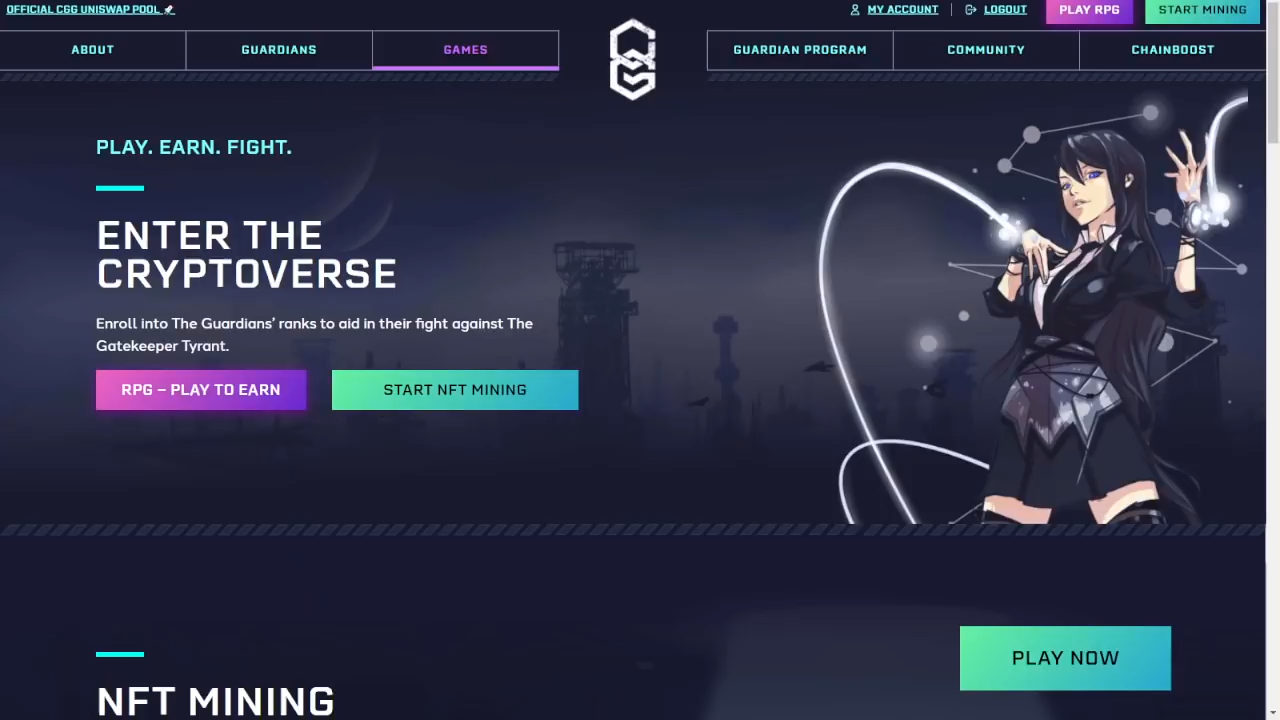 OFFICIAL CGG UNISWAP POOL
MY ACCOUNT
LOGOUT
PLAY RPG
START MINING
ABOUT
GUARDIANS
GAMES
GUARDIAN PROGRAM
COMMUNITY
CHAINBOOST
PLAY. EARN. FIGHT.
ENTER THE
CRYPTOVERSE
Enroll into The Guardians' ranks to aid in their fight against The
Gatekeeper Tyrant.
RPG – PLAY TO EARN
START NFT MINING
PLAY NOW
NFT MINING